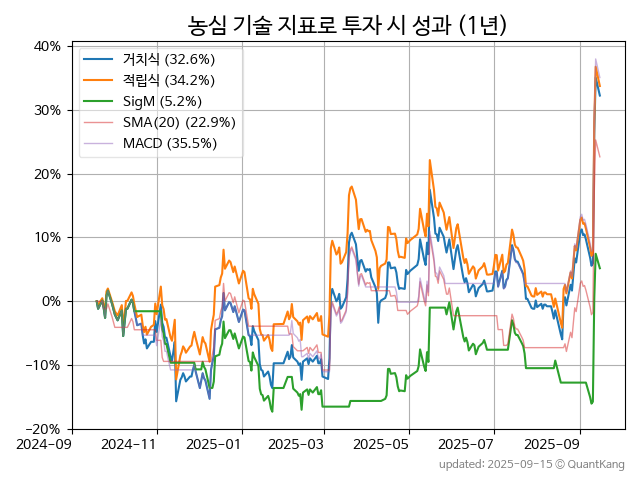 농심 기술 지표로 투자 시 성과 (1년)
거치식 (32.6%)
적립식 (34.2%)
SigM (5.2%)
SMA(20) (22.9%)
MACD (35.5%)
40%
30%
20%
10%
0%
−10%
−20%
2024-09 2024-11 2025-01 2025-03 2025-05 2025-07 2025-09
updated: 2025-09-15 ⓒ QuantKang